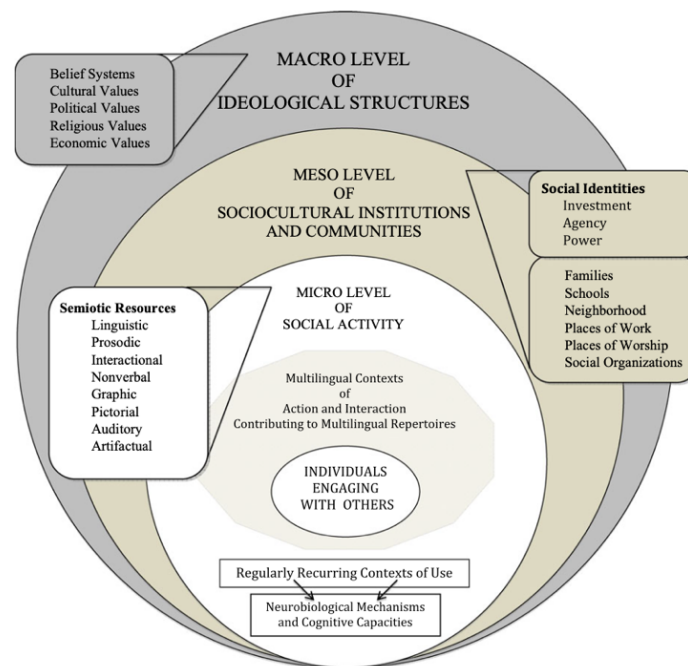 MACRO LEVEL
OF
IDEOLOGICAL STRUCTURES
Belief Systems
Cultural Values
Political Values
Religious Values
Economic Values
MESO LEVEL
OF
SOCIOCULTURAL INSTITUTIONS
AND COMMUNITIES
Social Identities
Investment
Agency
Power
Families
Schools
Neighborhood
Places of Work
Places of Worship
Social Organizations
MICRO LEVEL
OF
SOCIAL ACTIVITY
Semiotic Resources
Linguistic
Prosodic
Interactional
Nonverbal
Graphic
Pictorial
Auditory
Artifactual
Multilingual Contexts
of
Action and Interaction
Contributing to Multilingual Repertoires
INDIVIDUALS
ENGAGING
WITH OTHERS
Regularly Recurring Contexts of Use
Neurobiological Mechanisms
and Cognitive Capacities